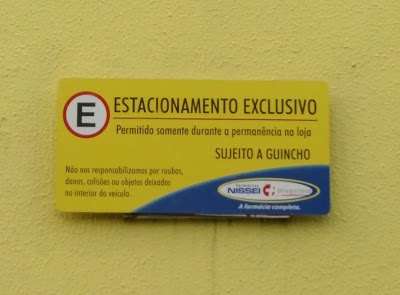 E ESTACIONAMENTO EXCLUSIVO
Permitido somente durante a permanência na loja
SUJEITO A GUINCHO
Não nos responsabilizamos por roubos,
danos, colisões ou objetos deixados
no interior do veículo.
NISSEI
A farmácia completa.